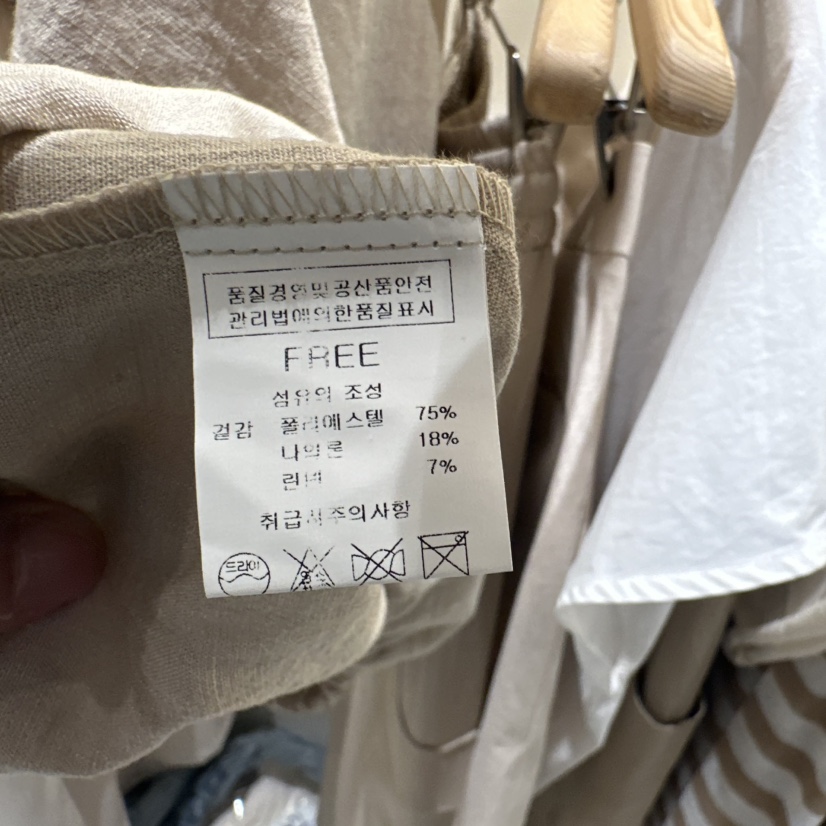 품질경영및공산품안전
관리법에의한품질표시
FREE
섬유의 조성
겉감 폴리에스텔 75%
나의론 18%
린넨 7%
취급시주의사항
드라이